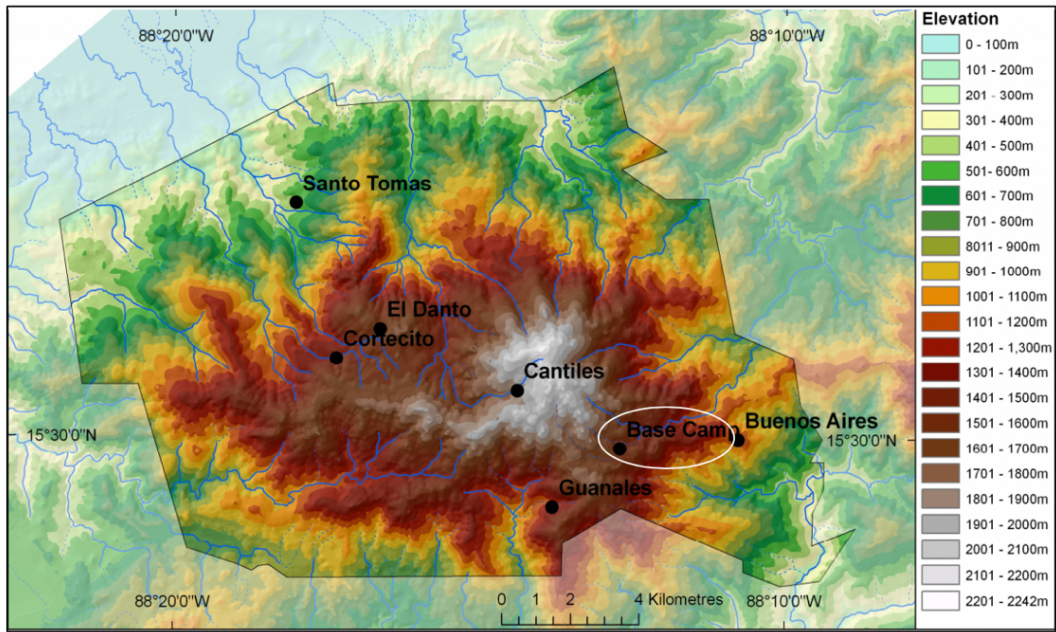 88°20'0"W
88°10'0"W
Santo Tomas
El Danto
Cortecito
Cantiles
Base Camp
Buenos Aires
15°30'0"N
15°30'0"N
Guanales
88°20'0"W
0 1 2 4 Kilometres
88°10'0"W
Elevation
0 - 100m
101 - 200m
201 - 300m
301 - 400m
401 - 500m
501- 600m
601 - 700m
701 - 800m
8011 - 900m
901 - 1000m
1001 - 1100m
1101 - 1200m
1201 - 1,300m
1301 - 1400m
1401 - 1500m
1501 - 1600m
1601 - 1700m
1701 - 1800m
1801 - 1900m
1901 - 2000m
2001 - 2100m
2101 - 2200m
2201 - 2242m